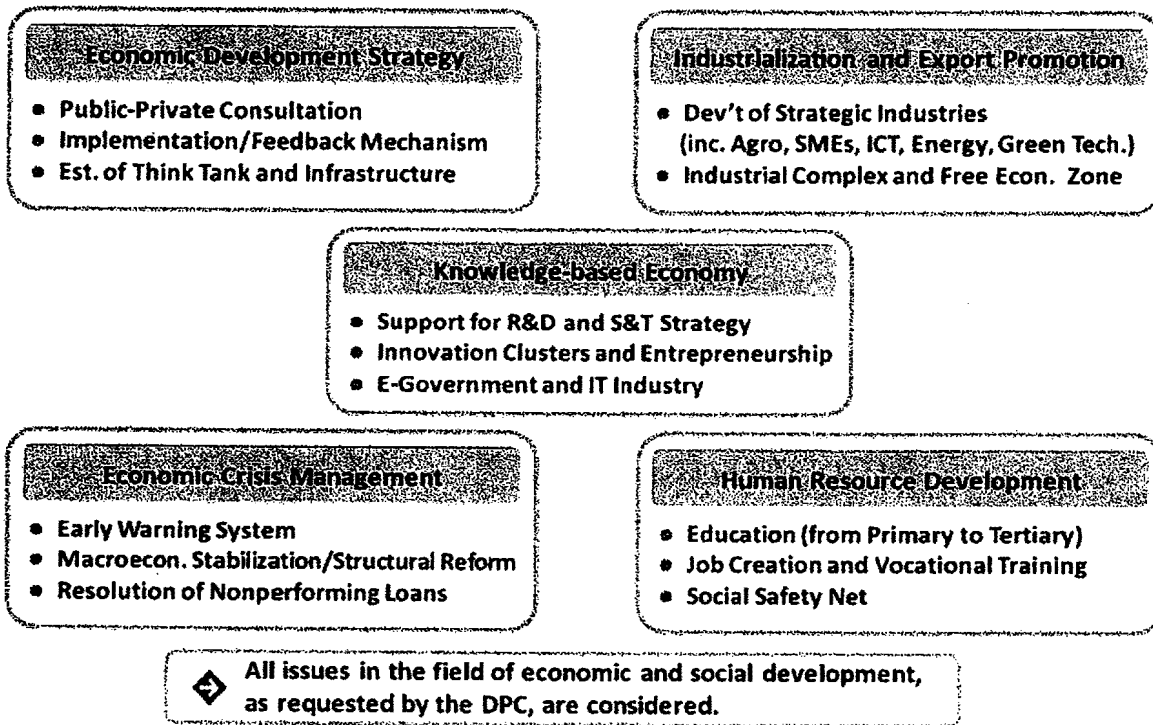 Economic Development Strategy
● Public-Private Consultation
● Implementation/Feedback Mechanism
● Est. of Think Tank and Infrastructure
Industrialization and Export Promotion
● Dev't of Strategic Industries
(inc. Agro, SMEs, ICT, Energy, Green Tech.)
● Industrial Complex and Free Econ. Zone
Knowledge-based Economy
● Support for R&D and S&T Strategy
● Innovation Clusters and Entrepreneurship
● E-Government and IT Industry
Economic Crisis Management
● Early Warning System
● Macroecon. Stabilization/Structural Reform
● Resolution of Nonperforming Loans
Human Resource Development
● Education (from Primary to Tertiary)
● Job Creation and Vocational Training
● Social Safety Net
All issues in the field of economic and social development,
as requested by the DPC, are considered.